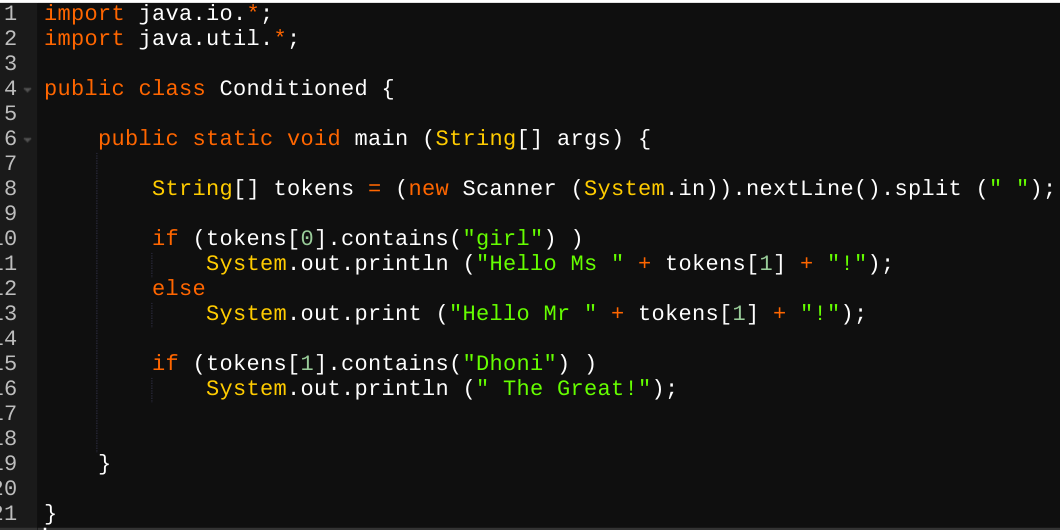 1 import java.io.*;
2 import java.util.*;
3
4 public class Conditioned {
5
6     public static void main (String[] args) {
7
8         String[] tokens = (new Scanner (System.in)).nextLine().split (" ");
9
10         if (tokens[0].contains("girl") )
11             System.out.println ("Hello Ms " + tokens[1] + "!");
12         else
13             System.out.print ("Hello Mr " + tokens[1] + "!");
14
15         if (tokens[1].contains("Dhoni") )
16             System.out.println (" The Great!");
17
18
19     }
20
21 }